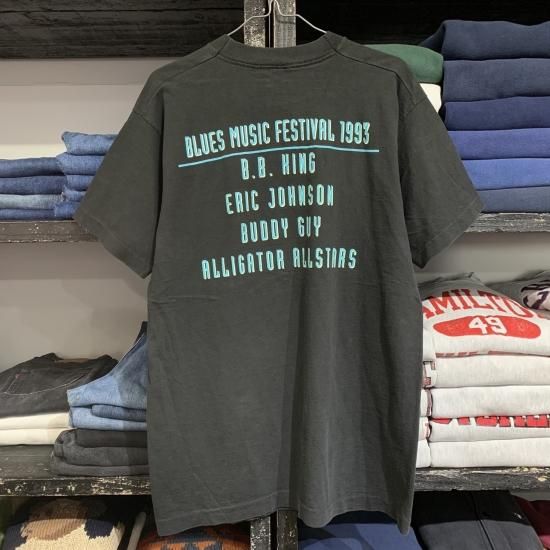 BLUES MUSIC FESTIVAL 1993
B.B. KING
ERIC JOHNSON
BUDDY GUY
ALLIGATOR ALLSTARS
49